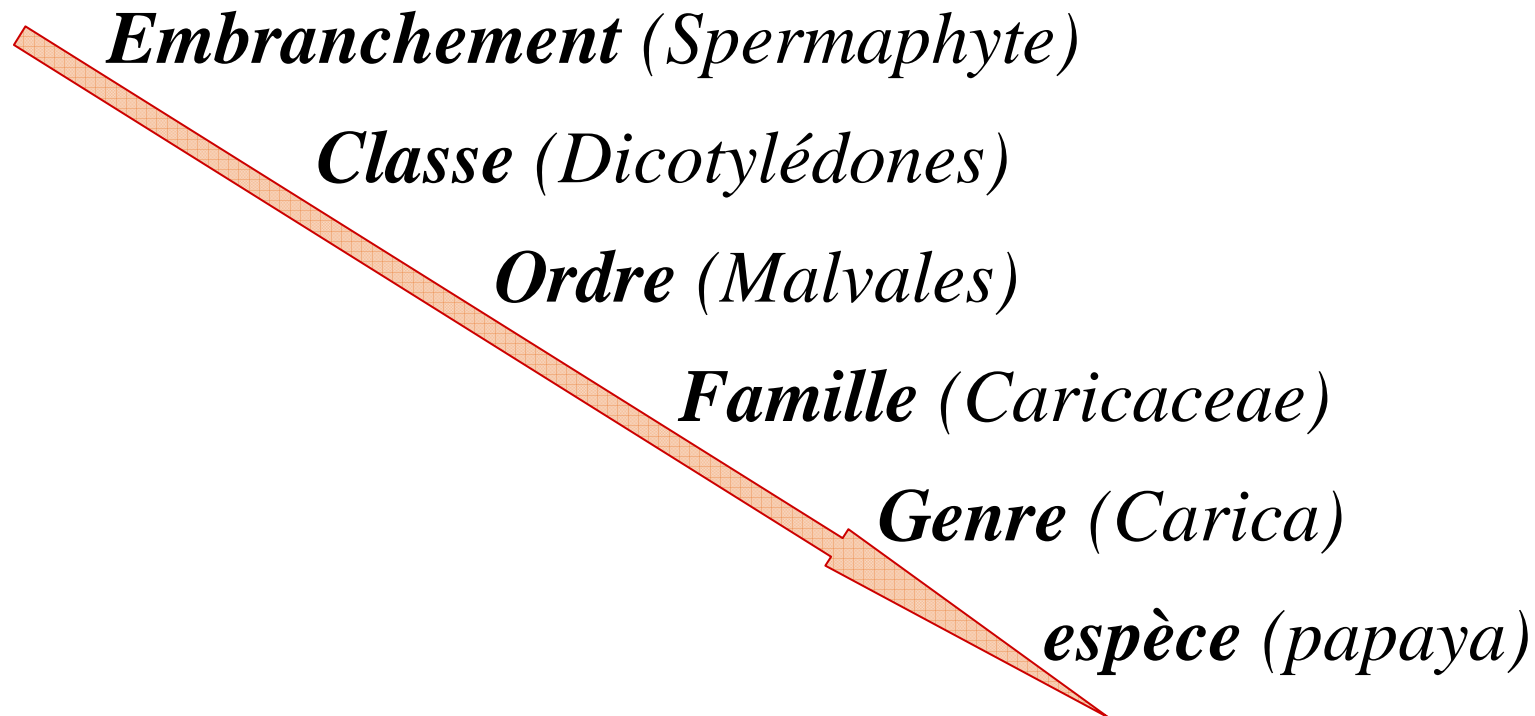 Embranchement (Spermaphyte)
Classe (Dicotylédones)
Ordre (Malvales)
Famille (Caricaceae)
Genre (Carica)
espèce (papaya)